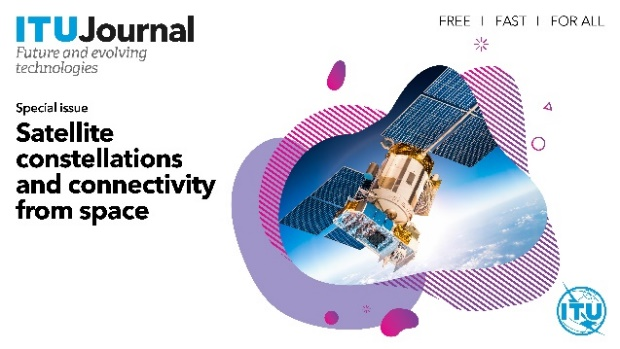 ITUJournal
Future and evolving
technologies
FREE I FAST I FOR ALL
Special issue
Satellite
constellations
and connectivity
from space
ITU